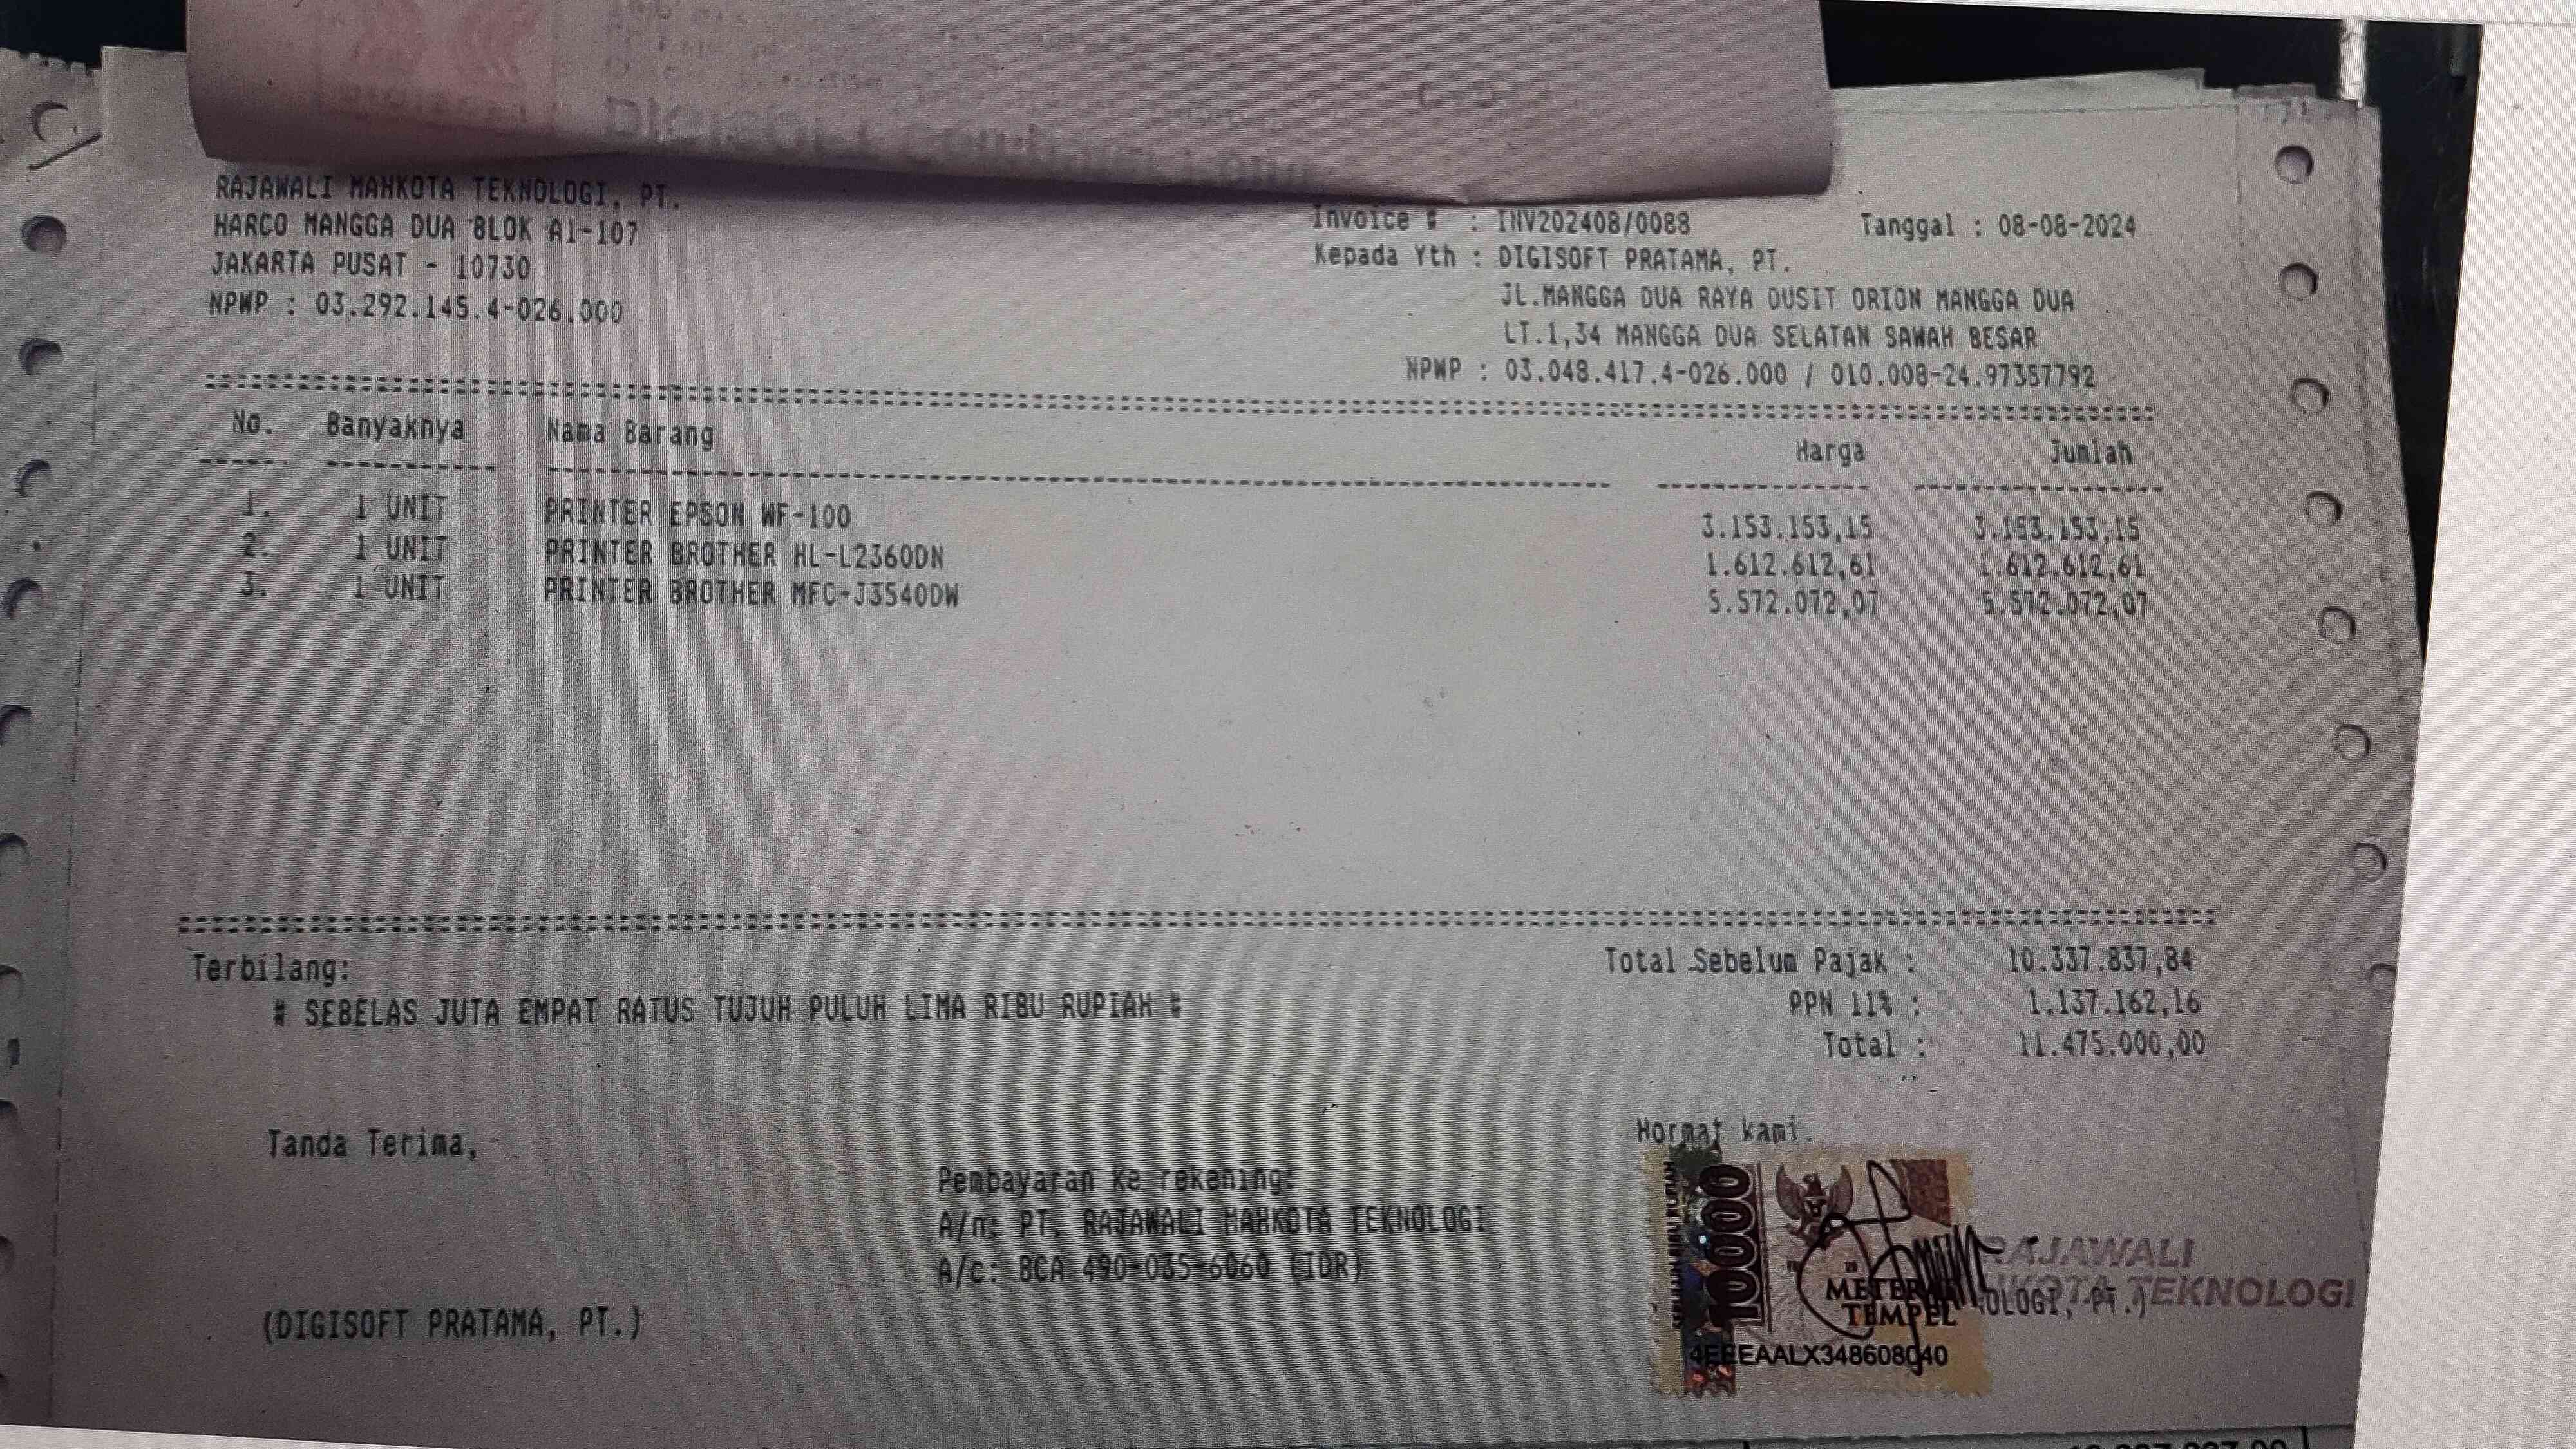 RAJAWALI MAHKOTA TEKNOLOGI, PT.
HARCO MANGGA DUA BLOK A1-107
JAKARTA PUSAT - 10730
NPWP : 03.292.145.4-026.000
Invoice # : INV202408/0088 Tanggal : 08-08-2024
Kepada Yth : DIGISOFT PRATAMA, PT.
JL.MANGGA DUA RAYA DUSIT ORION MANGGA DUA
LT.1,34 MANGGA DUA SELATAN SAWAH BESAR
NPWP : 03.048.417.4-026.000 / 010.008-24.97357792
No. Banyaknya Nama Barang Harga Jumlah
1. 1 UNIT PRINTER EPSON WF-100 3.153.153,15 3.153.153,15
2. 1 UNIT PRINTER BROTHER HL-L2360DN 1.612.612,61 1.612.612,61
3. 1 UNIT PRINTER BROTHER MFC-J3540DW 5.572.072,07 5.572.072,07
Terbilang:
# SEBELAS JUTA EMPAT RATUS TUJUH PULUH LIMA RIBU RUPIAH #
Total Sebelum Pajak : 10.337.837,84
PPN 11% : 1.137.162,16
Total : 11.475.000,00
Tanda Terima,
(DIGISOFT PRATAMA, PT.)
Pembayaran ke rekening:
A/n: PT. RAJAWALI MAHKOTA TEKNOLOGI
A/c: BCA 490-035-6060 (IDR)
Hormat kami.
10000
TEMPEL
RAJAWALI
TEKNOLOGI
PT.)